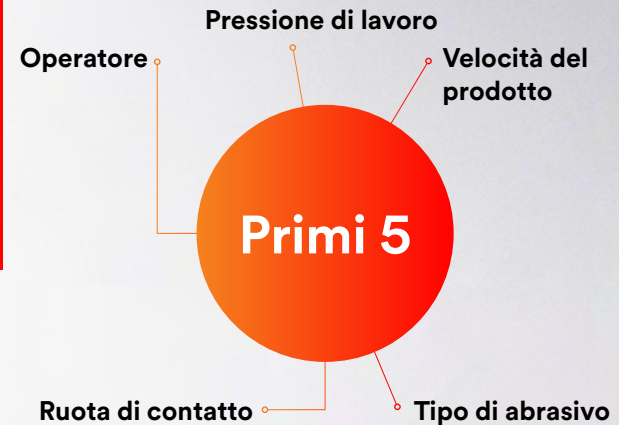 Pressione di lavoro
Operatore
Velocità del
prodotto
Primi 5
Ruota di contatto
Tipo di abrasivo